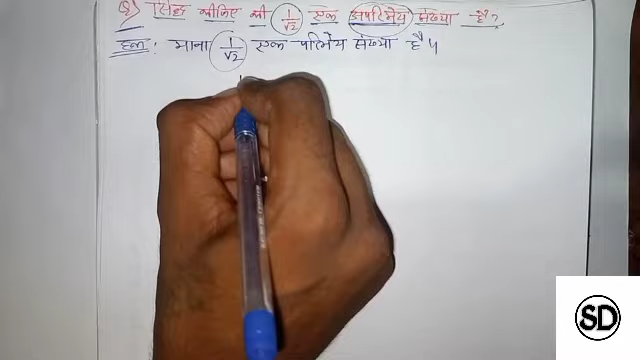 Q) सिद्ध कीजिए की 1/√2 एक अपरिमेय संख्या है?
हल: माना 1/√2 एक परिमेय संख्या है।
SD